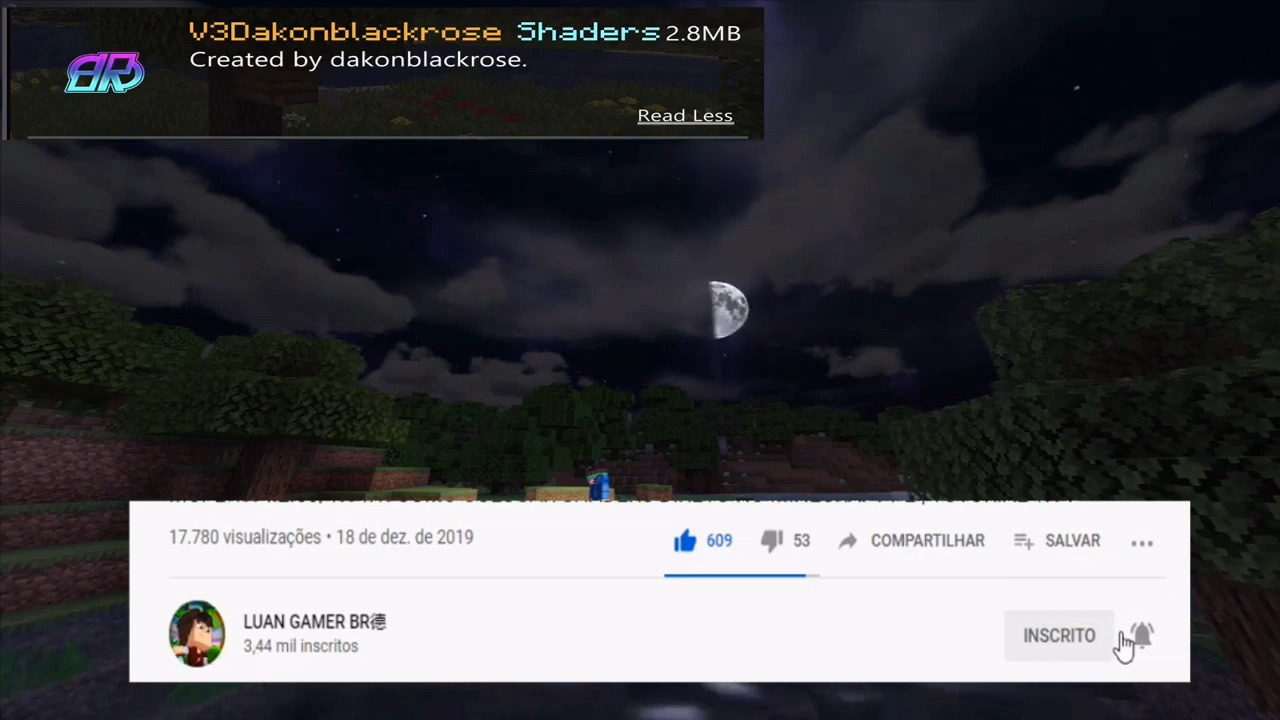 V3Dakonblackrose Shaders 2.8MB
Created by dakonblackrose.
BR
Read Less
17.780 visualizações • 18 de dez. de 2019
609
53
COMPARTILHAR
SALVAR
LUAN GAMER BR德
3,44 mil inscritos
INSCRITO